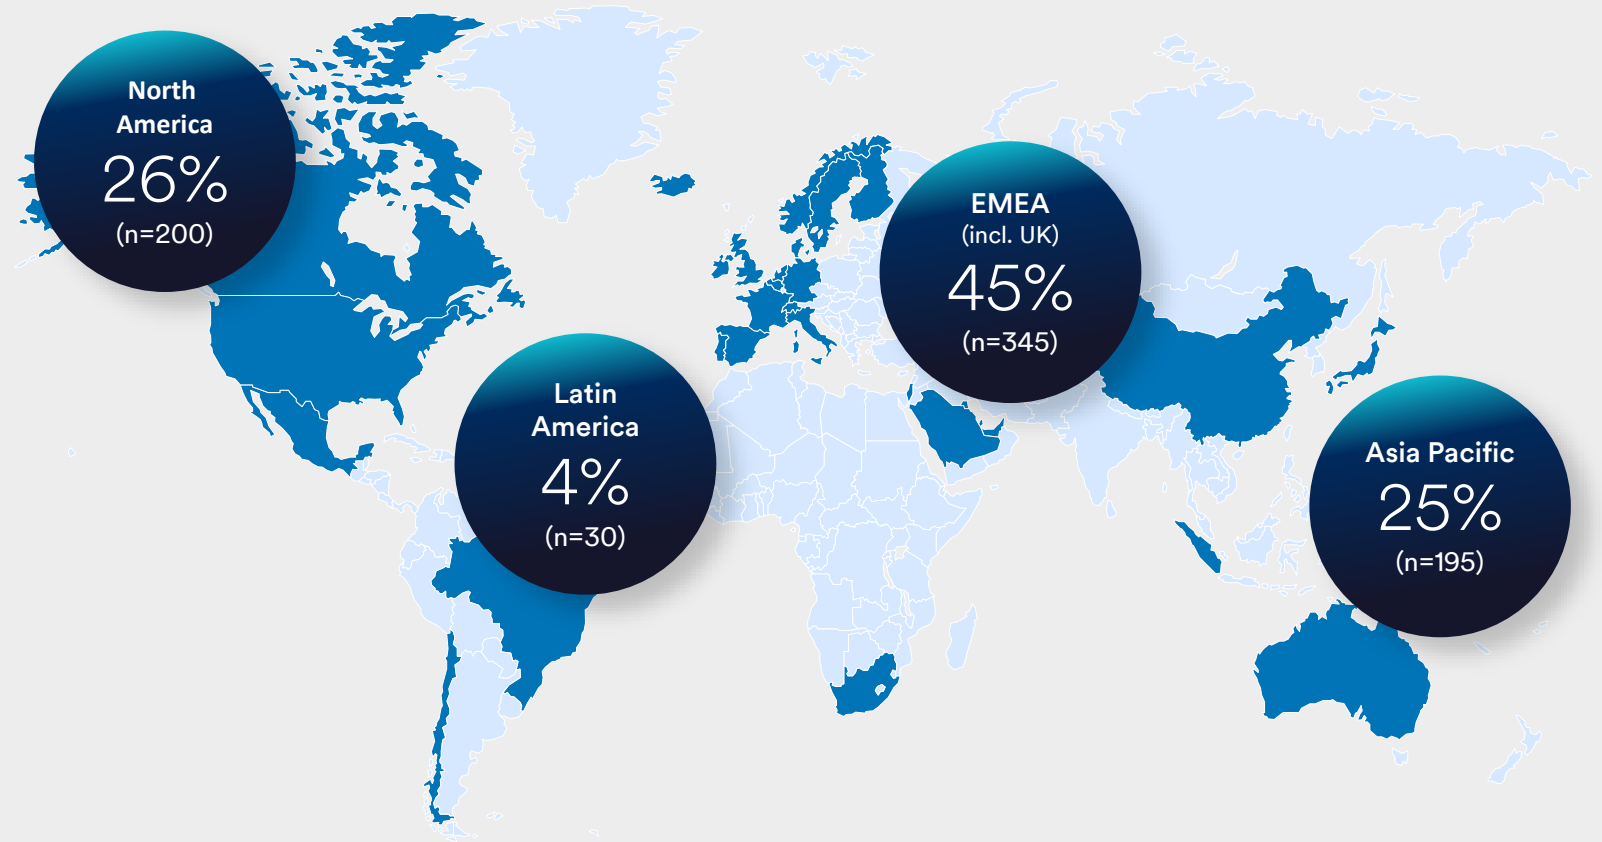 North
America
26%
(n=200)
Latin
America
4%
(n=30)
EMEA
(incl. UK)
45%
(n=345)
Asia Pacific
25%
(n=195)